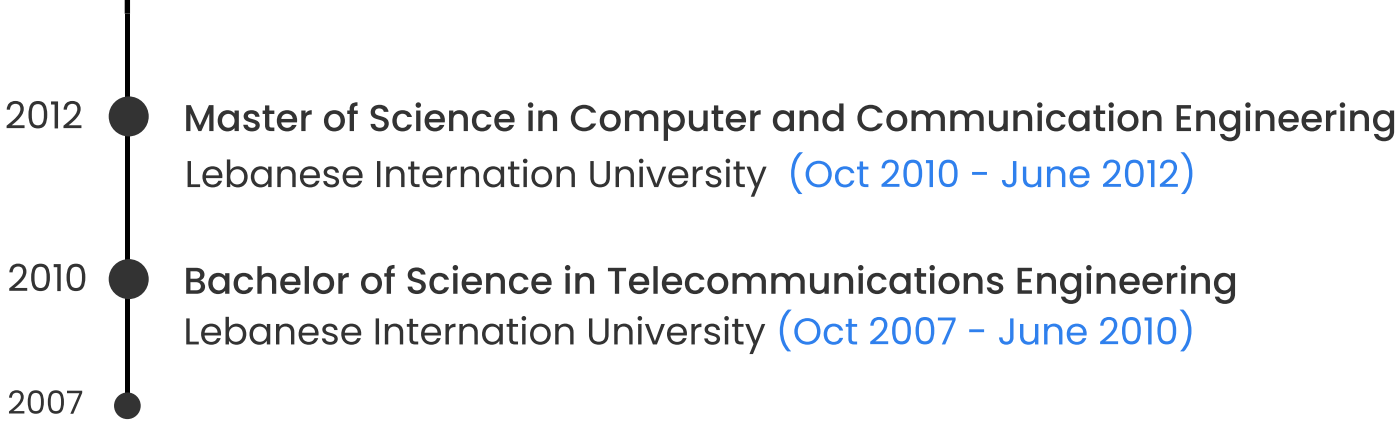 2012 Master of Science in Computer and Communication Engineering
Lebanese Internation University (Oct 2010 - June 2012)
2010 Bachelor of Science in Telecommunications Engineering
Lebanese Internation University (Oct 2007 - June 2010)
2007